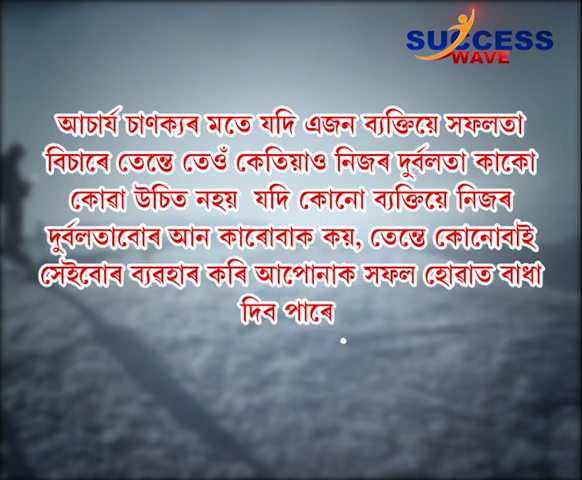 SUCCESS
WAVE
আচাৰ্য চাণক্যৰ মতে যদি এজন ব্যক্তিয়ে সফলতা
বিচাৰে তেন্তে তেওঁ কেতিয়াও নিজৰ দুৰ্বলতা কাকো
কোৱা উচিত নহয়  যদি কোনো ব্যক্তিয়ে নিজৰ
দুৰ্বলতাবোৰ আন কাৰোবাক কয়, তেন্তে কোনোবাই
সেইবোৰ ব্যৱহাৰ কৰি আপোনাক সফল হোৱাত বাধা
দিব পাৰে